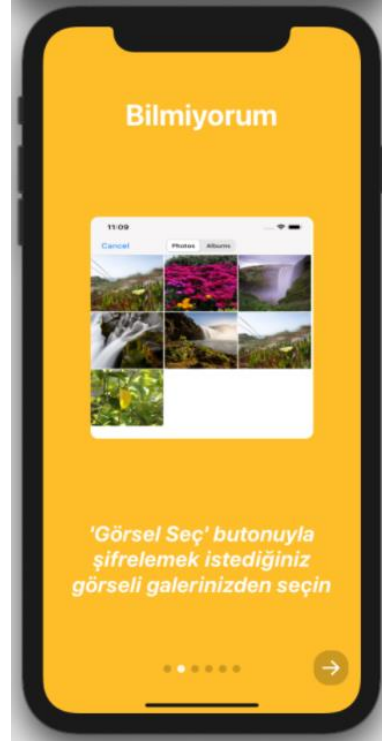 Bilmiyorum
11:09
Cancel
Photos
Albums
'Görsel Seç' butonuyla
şifrelemek istediğiniz
görseli galerinizden seçin